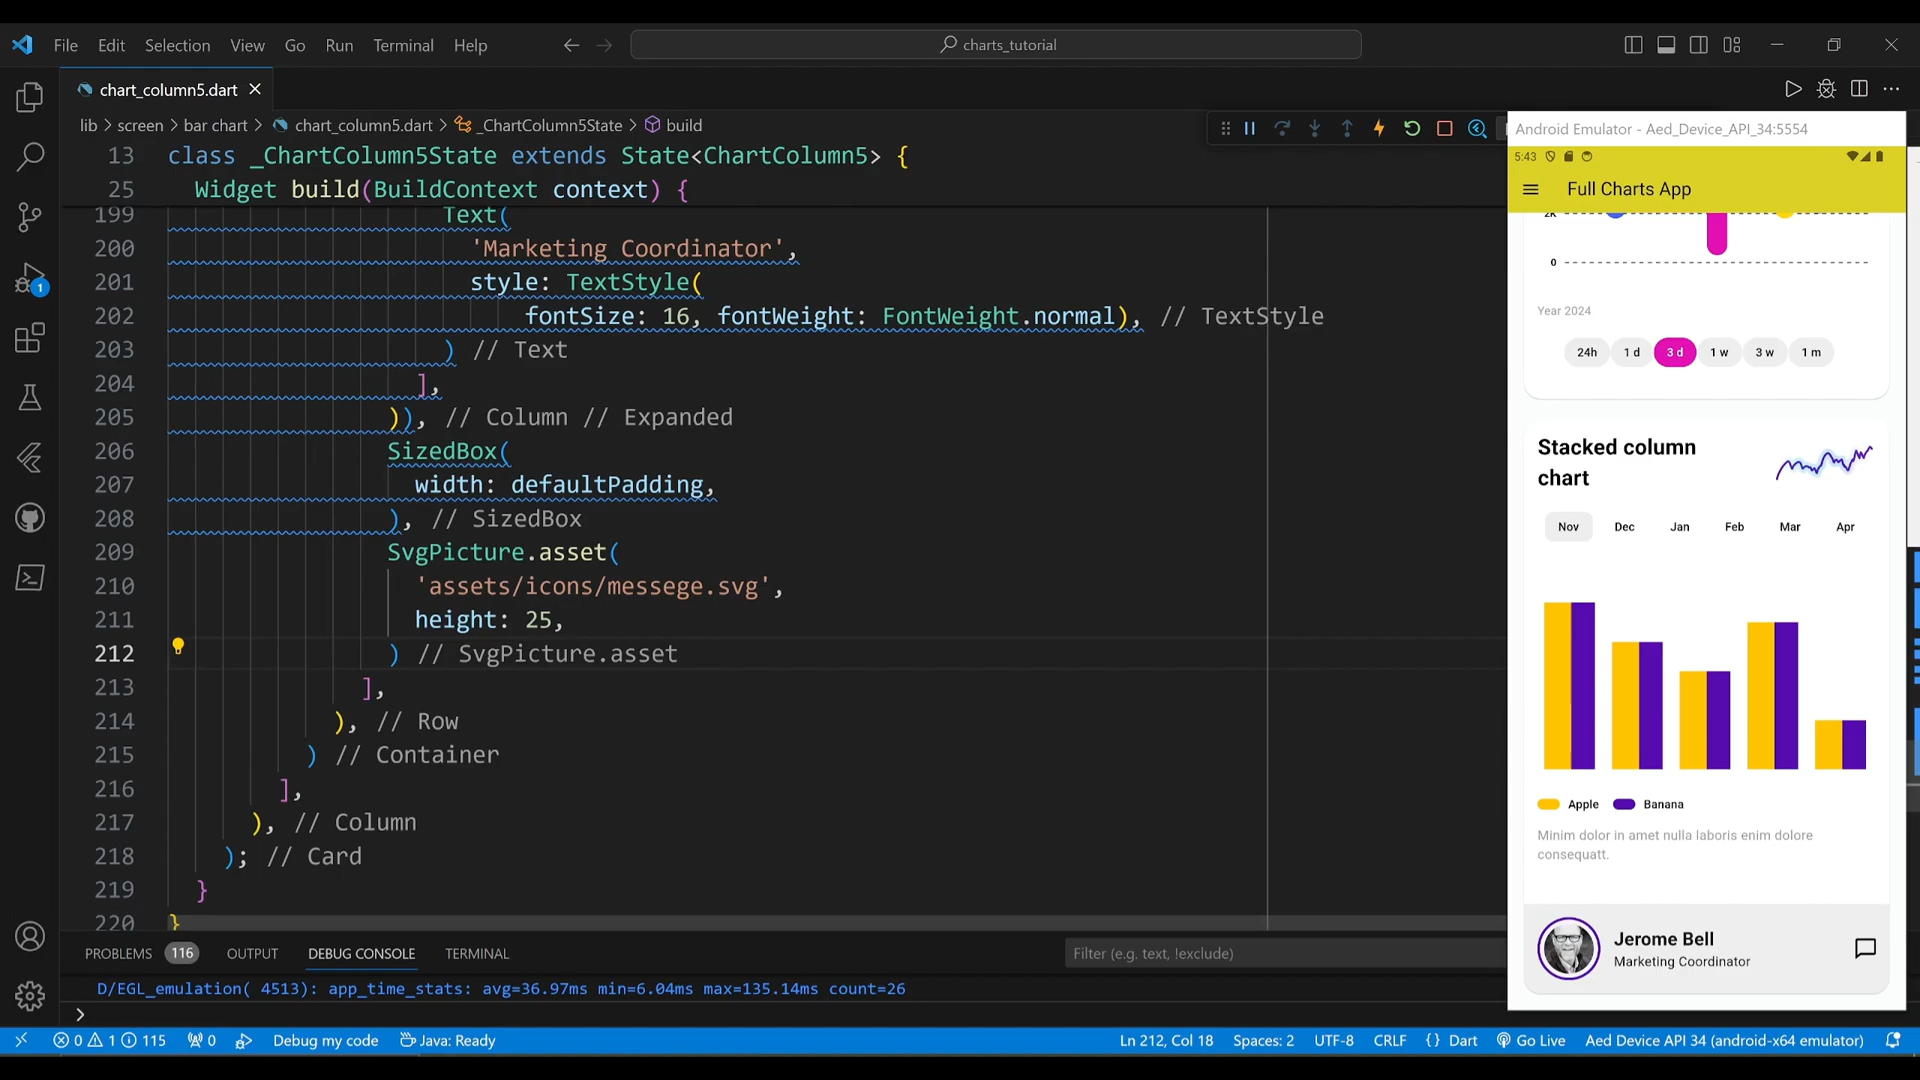 File Edit Selection View Go Run Terminal Help
charts_tutorial
chart_column5.dart
lib > screen > bar chart > chart_column5.dart > _ChartColumn5State > build
13 class _ChartColumn5State extends State<ChartColumn5> {
25 Widget build(BuildContext context) {
199 Text(
200 'Marketing Coordinator',
201 style: TextStyle(
202 fontSize: 16, fontWeight: FontWeight.normal), // TextStyle
203 ) // Text
204 ],
205 )), // Column // Expanded
206 SizedBox(
207 width: defaultPadding,
208 ), // SizedBox
209 SvgPicture.asset(
210 'assets/icons/messege.svg',
211 height: 25,
212 ) // SvgPicture.asset
213 ],
214 ), // Row
215 ) // Container
216 ],
217 ), // Column
218 ); // Card
219 }
220 }
PROBLEMS 116 OUTPUT DEBUG CONSOLE TERMINAL
Filter (e.g. text, !exclude)
D/EGL_emulation( 4513): app_time_stats: avg=36.97ms min=6.04ms max=135.14ms count=26
>
1
0 1 115 0 Debug my code Java: Ready
Ln 212, Col 18 Spaces: 2 UTF-8 CRLF {} Dart Go Live Aed Device API 34 (android-x64 emulator)
Android Emulator - Aed_Device_API_34:5554
5:43
Full Charts App
2K
0
Year 2024
24h 1 d 3 d 1 w 3 w 1 m
Stacked column
chart
Nov Dec Jan Feb Mar Apr
Apple Banana
Minim dolor in amet nulla laboris enim dolore
consequatt.
Jerome Bell
Marketing Coordinator